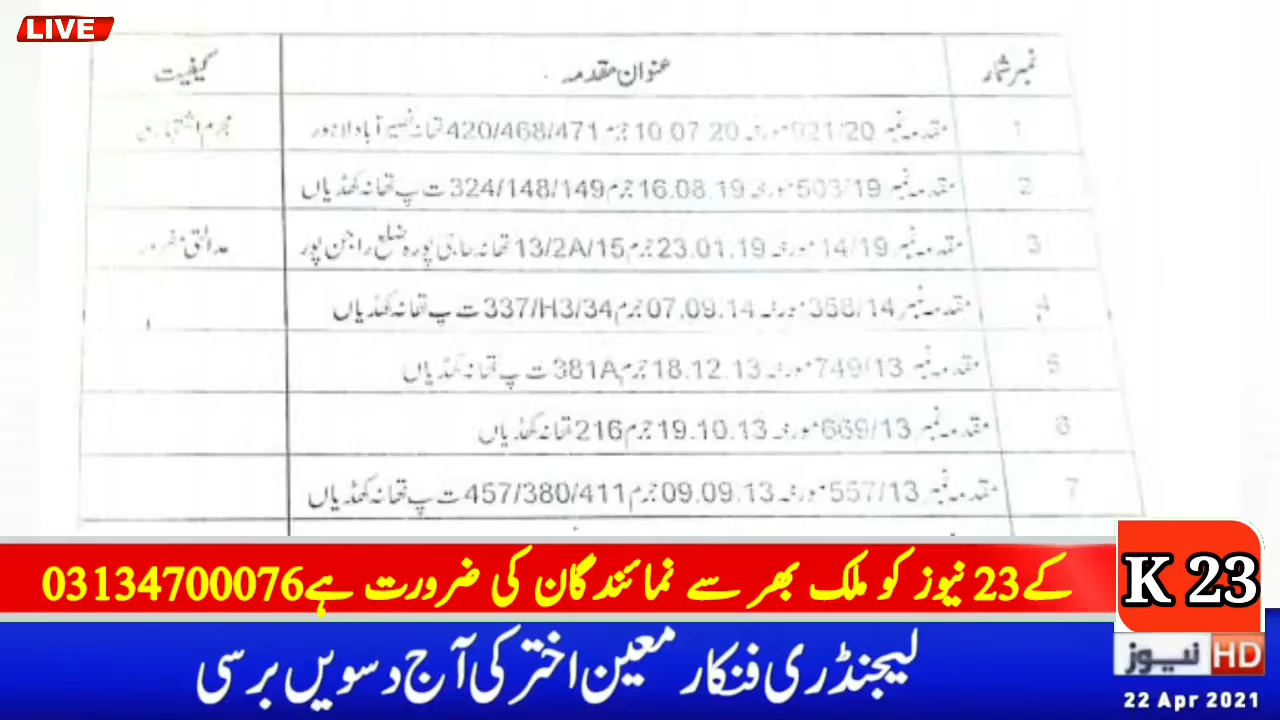 LIVE
نمبر شمار عنوان مقدمہ کیفیت
1 مقدمہ نمبر 921/20 مورخہ 10.07.20 جرم 420/468/471 تھانہ نصیر آباد لاہور مجرم اشتہاری
2 مقدمہ نمبر 503/19 مورخہ 16.08.19 جرم 324/148/149 ت پ تھانہ کھڈیاں
3 مقدمہ نمبر 14/19 مورخہ 23.01.19 جرم 13/2A/15 تھانہ حاجی پورہ ضلع راجن پور عدالتی مفرور
4 مقدمہ نمبر 358/14 مورخہ 07.09.14 جرم 337/H3/34 ت پ تھانہ کھڈیاں
5 مقدمہ نمبر 749/13 مورخہ 18.12.13 جرم 381A ت پ تھانہ کھڈیاں
6 مقدمہ نمبر 669/13 مورخہ 19.10.13 جرم 216 تھانہ کھڈیاں
7 مقدمہ نمبر 557/13 مورخہ 09.09.13 جرم 457/380/411 ت پ تھانہ کھڈیاں
کے 23 نیوز کو ملک بھر سے نمائندگان کی ضرورت ہے 03134700076
K 23
لیجنڈری فنکار معین اختر کی آج دسویں برسی
نیوز HD
22 Apr 2021